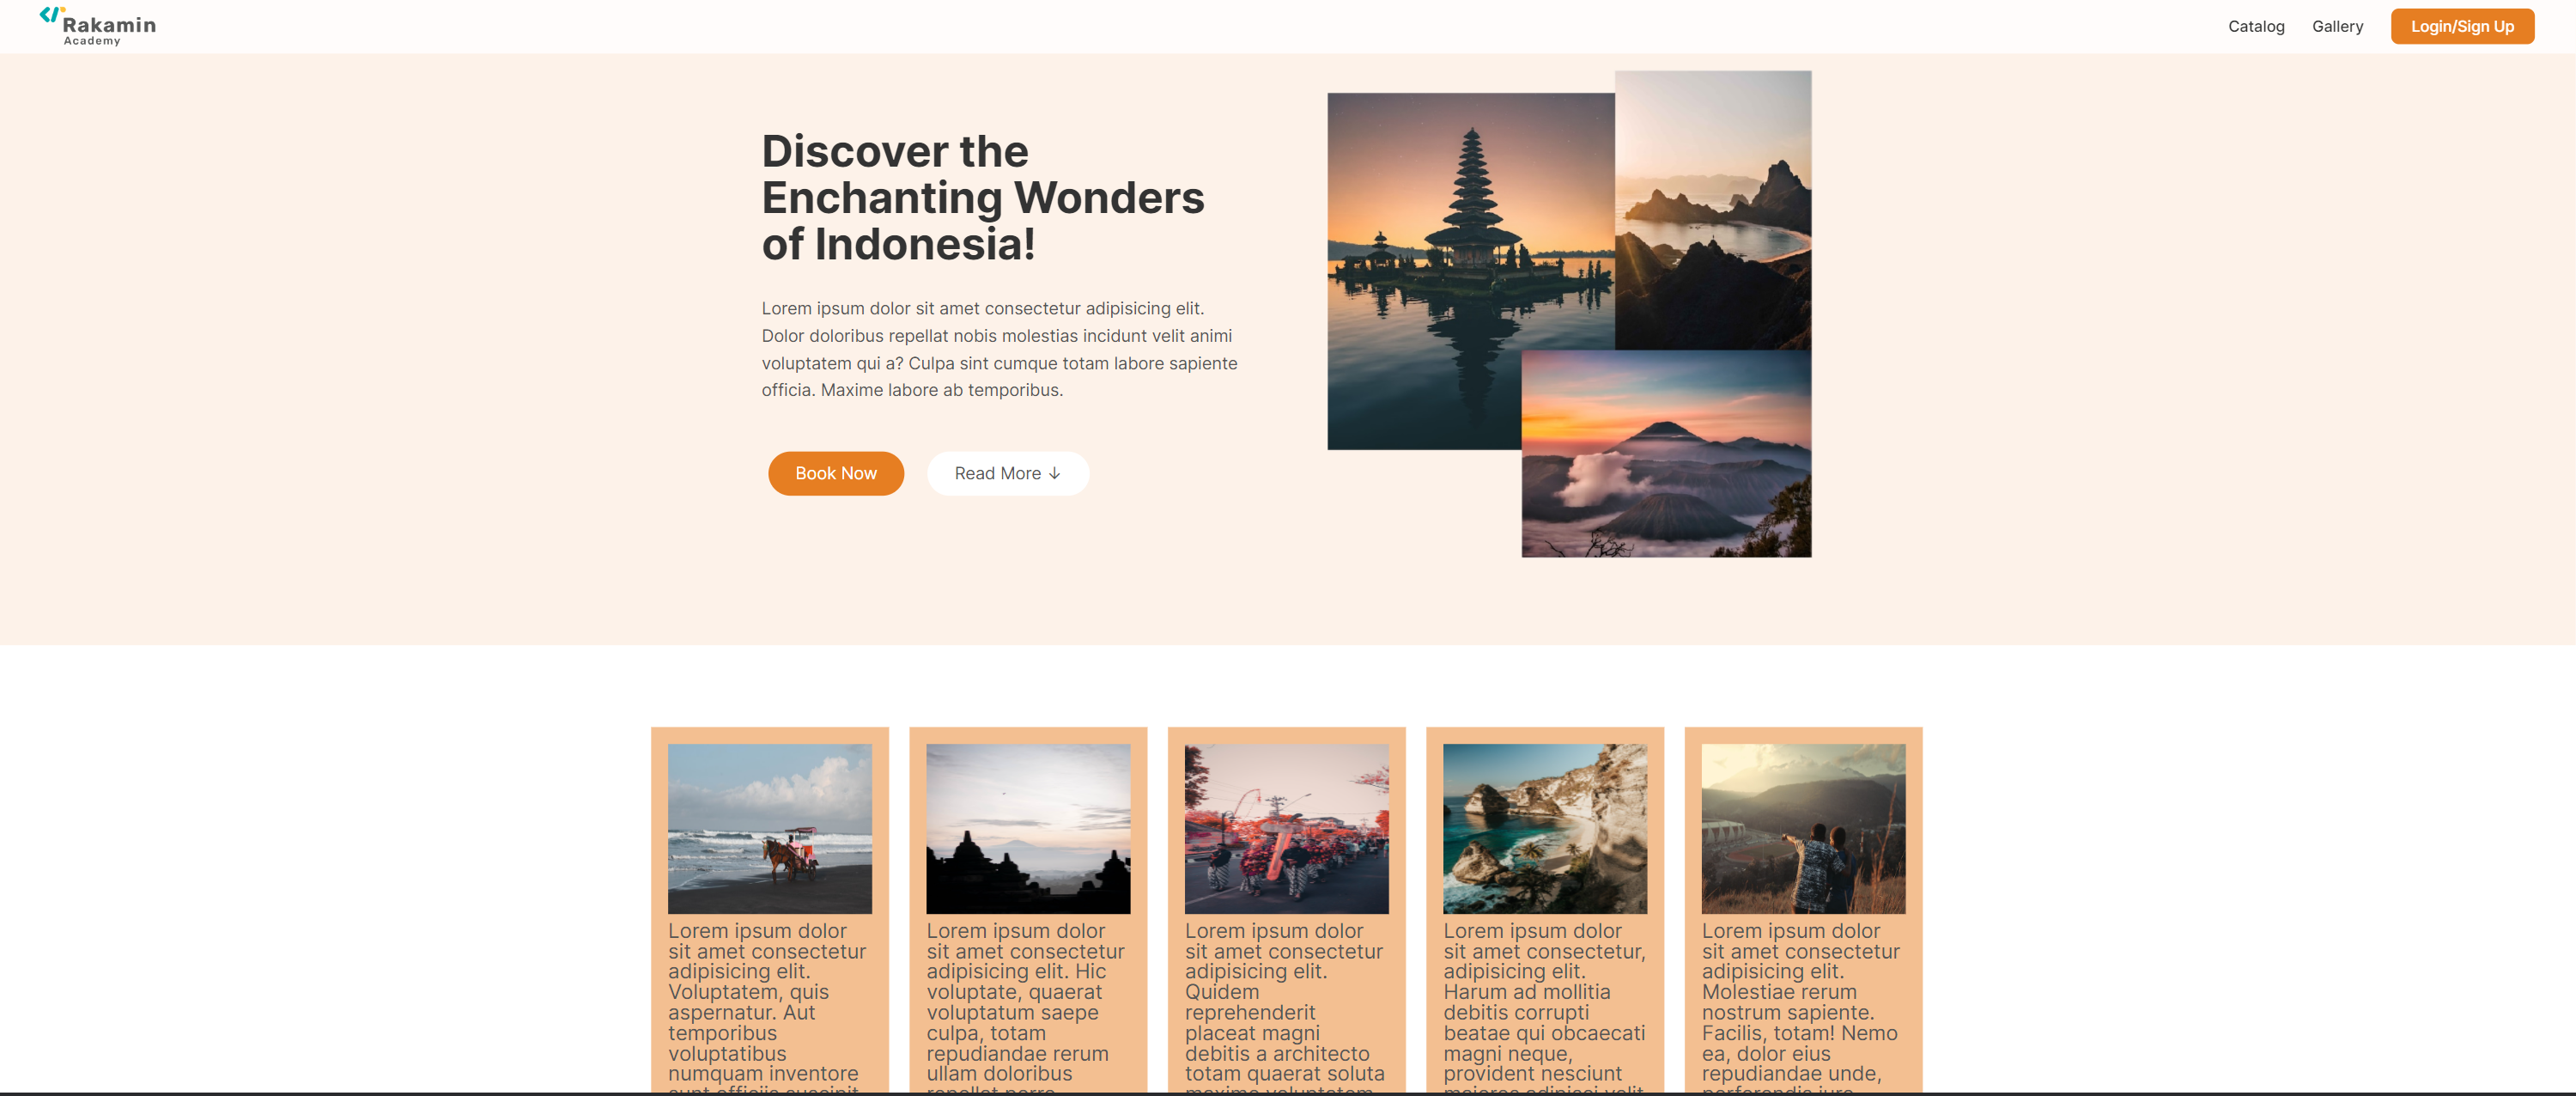 Rakamin
Academy
Catalog
Gallery
Login/Sign Up
Discover the
Enchanting Wonders
of Indonesia!
Lorem ipsum dolor sit amet consectetur adipisicing elit.
Dolor doloribus repellat nobis molestias incidunt velit animi
voluptatem qui a? Culpa sint cumque totam labore sapiente
officia. Maxime labore ab temporibus.
Book Now
Read More ↓
Lorem ipsum dolor
sit amet consectetur
adipisicing elit.
Voluptatem, quis
aspernatur. Aut
temporibus
voluptatibus
numquam inventore
Lorem ipsum dolor
sit amet consectetur
adipisicing elit. Hic
voluptate, quaerat
voluptatum saepe
culpa, totam
repudiandae rerum
ullam doloribus
Lorem ipsum dolor
sit amet consectetur
adipisicing elit.
Quidem
reprehenderit
placeat magni
debitis a architecto
totam quaerat soluta
Lorem ipsum dolor
sit amet consectetur,
adipisicing elit.
Harum ad mollitia
debitis corrupti
beatae qui obcaecati
magni neque,
provident nesciunt
Lorem ipsum dolor
sit amet consectetur
adipisicing elit.
Molestiae rerum
nostrum sapiente.
Facilis, totam! Nemo
ea, dolor eius
repudiandae unde,